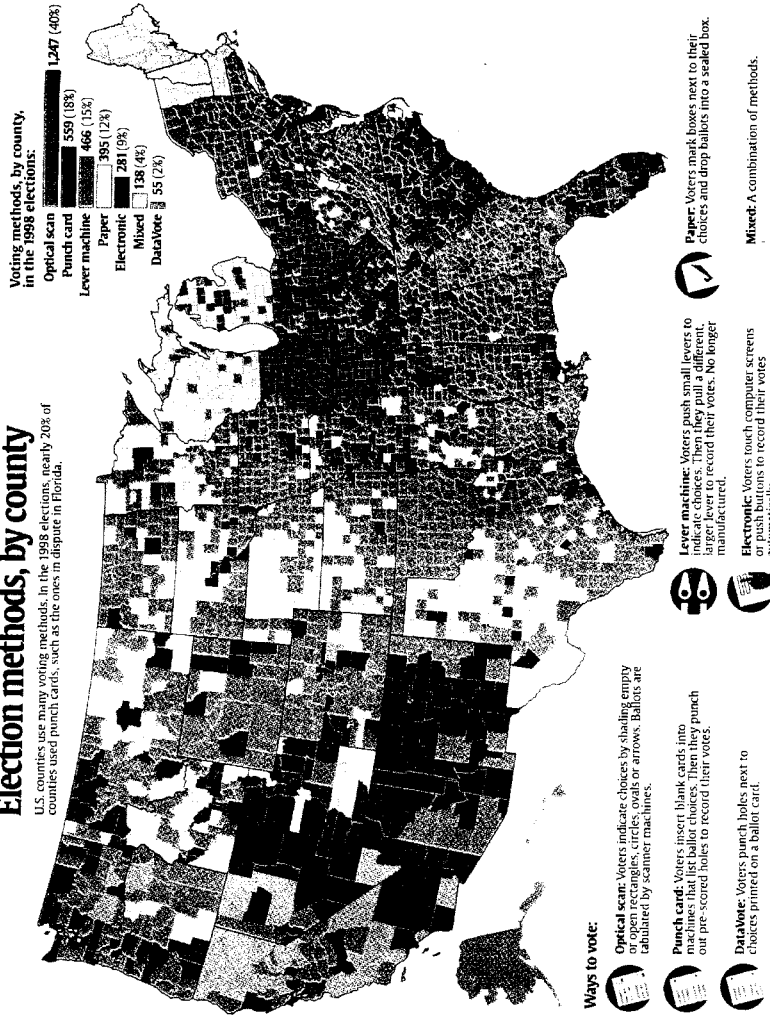 Election methods, by county
U.S. counties use many voting methods. In the 1998 elections, nearly 20% of
counties used punch cards, such as the ones in dispute in Florida.
Voting methods, by county,
in the 1998 elections:
Optical scan 1,247 (40%)
Punch card 559 (18%)
Lever machine 466 (15%)
Paper 395 (12%)
Electronic 281 (9%)
Mixed 138 (4%)
DataVote 55 (2%)
Ways to vote:
Optical scan: Voters indicate choices by shading empty
or open rectangles, circles, ovals or arrows. Ballots are
tabulated by scanner machines.
Punch card: Voters insert blank cards into
machines that list ballot choices. Then they punch
out pre-scored holes to record their votes.
DataVote: Voters punch holes next to
choices printed on a ballot card.
Lever machine: Voters push small levers to
indicate choices. Then they pull a different,
larger lever to record their votes. No longer
manufactured.
Electronic: Voters touch computer screens
or push buttons to record their votes
Paper: Voters mark boxes next to their
choices and drop ballots into a sealed box.
Mixed: A combination of methods.